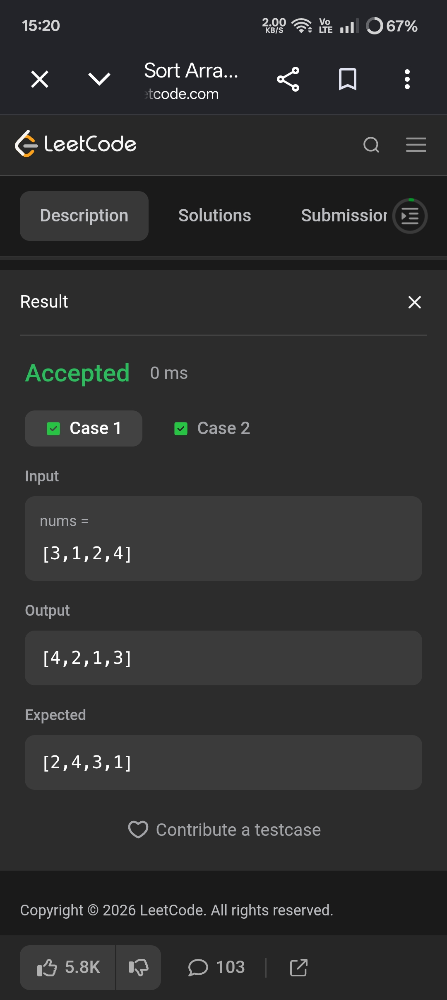 15:20
2.00 KB/S Vo LTE 67%
Sort Arra...
etcode.com
LeetCode
Description Solutions Submission
Result
Accepted 0 ms
Case 1 Case 2
Input
nums =
[3,1,2,4]
Output
[4,2,1,3]
Expected
[2,4,3,1]
Contribute a testcase
Copyright © 2026 LeetCode. All rights reserved.
5.8K 103